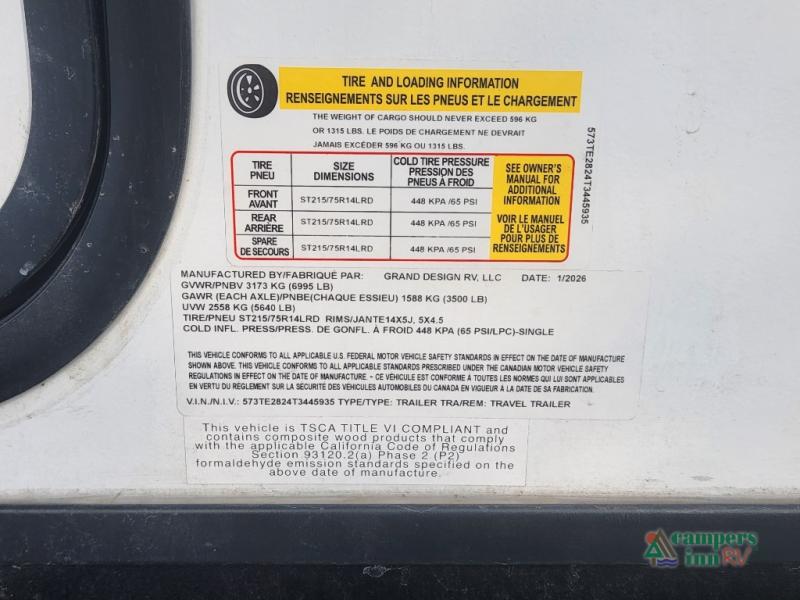 TIRE AND LOADING INFORMATION
RENSEIGNEMENTS SUR LES PNEUS ET LE CHARGEMENT
THE WEIGHT OF CARGO SHOULD NEVER EXCEED 596 KG
OR 1315 LBS. LE POIDS DE CHARGEMENT NE DEVRAIT
JAMAIS EXCÉDER 596 KG OU 1315 LBS.
TIRE PNEU SIZE DIMENSIONS COLD TIRE PRESSURE PRESSION DES PNEUS À FROID
FRONT AVANT ST215/75R14LRD 448 KPA /65 PSI
REAR ARRIÈRE ST215/75R14LRD 448 KPA /65 PSI
SPARE DE SECOURS ST215/75R14LRD 448 KPA /65 PSI
SEE OWNER'S
MANUAL FOR
ADDITIONAL
INFORMATION
VOIR LE MANUEL
DE L'USAGER
POUR PLUS DE
RENSEIGNEMENTS
573TE2824T3445935
MANUFACTURED BY/FABRIQUÉ PAR: GRAND DESIGN RV, LLC DATE: 1/2026
GVWR/PNBV 3173 KG (6995 LB)
GAWR (EACH AXLE)/PNBE(CHAQUE ESSIEU) 1588 KG (3500 LB)
UVW 2558 KG (5640 LB)
TIRE/PNEU ST215/75R14LRD RIMS/JANTE14X5J, 5X4.5
COLD INFL. PRESS/PRESS. DE GONFL. À FROID 448 KPA (65 PSI/LPC)-SINGLE
THIS VEHICLE CONFORMS TO ALL APPLICABLE U.S. FEDERAL MOTOR VEHICLE SAFETY STANDARDS IN EFFECT ON THE DATE OF MANUFACTURE
SHOWN ABOVE. THIS VEHICLE CONFORMS TO ALL APPLICABLE STANDARDS PRESCRIBED UNDER THE CANADIAN MOTOR VEHICLE SAFETY
REGULATIONS IN EFFECT ON THE DATE OF MANUFACTURE. - CE VÉHICULE EST CONFORME À TOUTES LES NORMES QUI LUI SONT APPLICABLES
EN VERTU DU RÈGLEMENT SUR LA SÉCURITÉ DES VÉHICULES AUTOMOBILES DU CANADA EN VIGUEUR À LA DATE DE SA FABRICATION.
V.I.N./N.I.V.: 573TE2824T3445935 TYPE/TYPE: TRAILER TRA/REM: TRAVEL TRAILER
This vehicle is TSCA TITLE VI COMPLIANT and
contains composite wood products that comply
with the applicable California Code of Regulations
Section 93120.2(a) Phase 2 (P2)
formaldehyde emission standards specified on the
above date of manufacture.
campers
inn RV